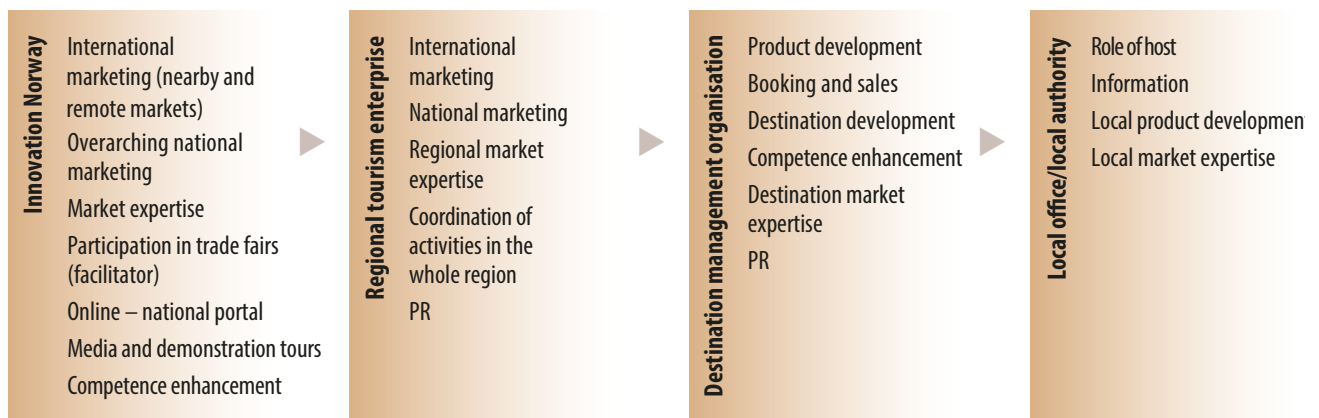 Innovation Norway
International
marketing (nearby and
remote markets)
Overarching national
marketing
Market expertise
Participation in trade fairs
(facilitator)
Online – national portal
Media and demonstration tours
Competence enhancement
Regional tourism enterprise
International
marketing
National marketing
Regional market
expertise
Coordination of
activities in the
whole region
PR
Destination management organisation
Product development
Booking and sales
Destination development
Competence enhancement
Destination market
expertise
PR
Local office/local authority
Role of host
Information
Local product developmen
Local market expertise